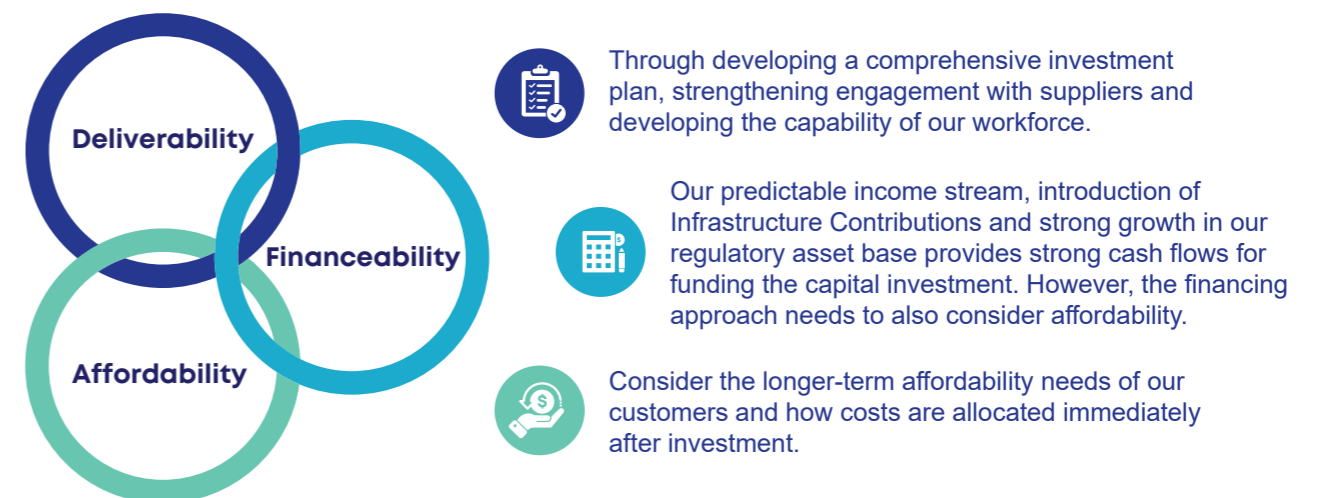 Deliverability
Financeability
Affordability
Through developing a comprehensive investment
plan, strengthening engagement with suppliers and
developing the capability of our workforce.
Our predictable income stream, introduction of
Infrastructure Contributions and strong growth in our
regulatory asset base provides strong cash flows for
funding the capital investment. However, the financing
approach needs to also consider affordability.
Consider the longer-term affordability needs of our
customers and how costs are allocated immediately
after investment.